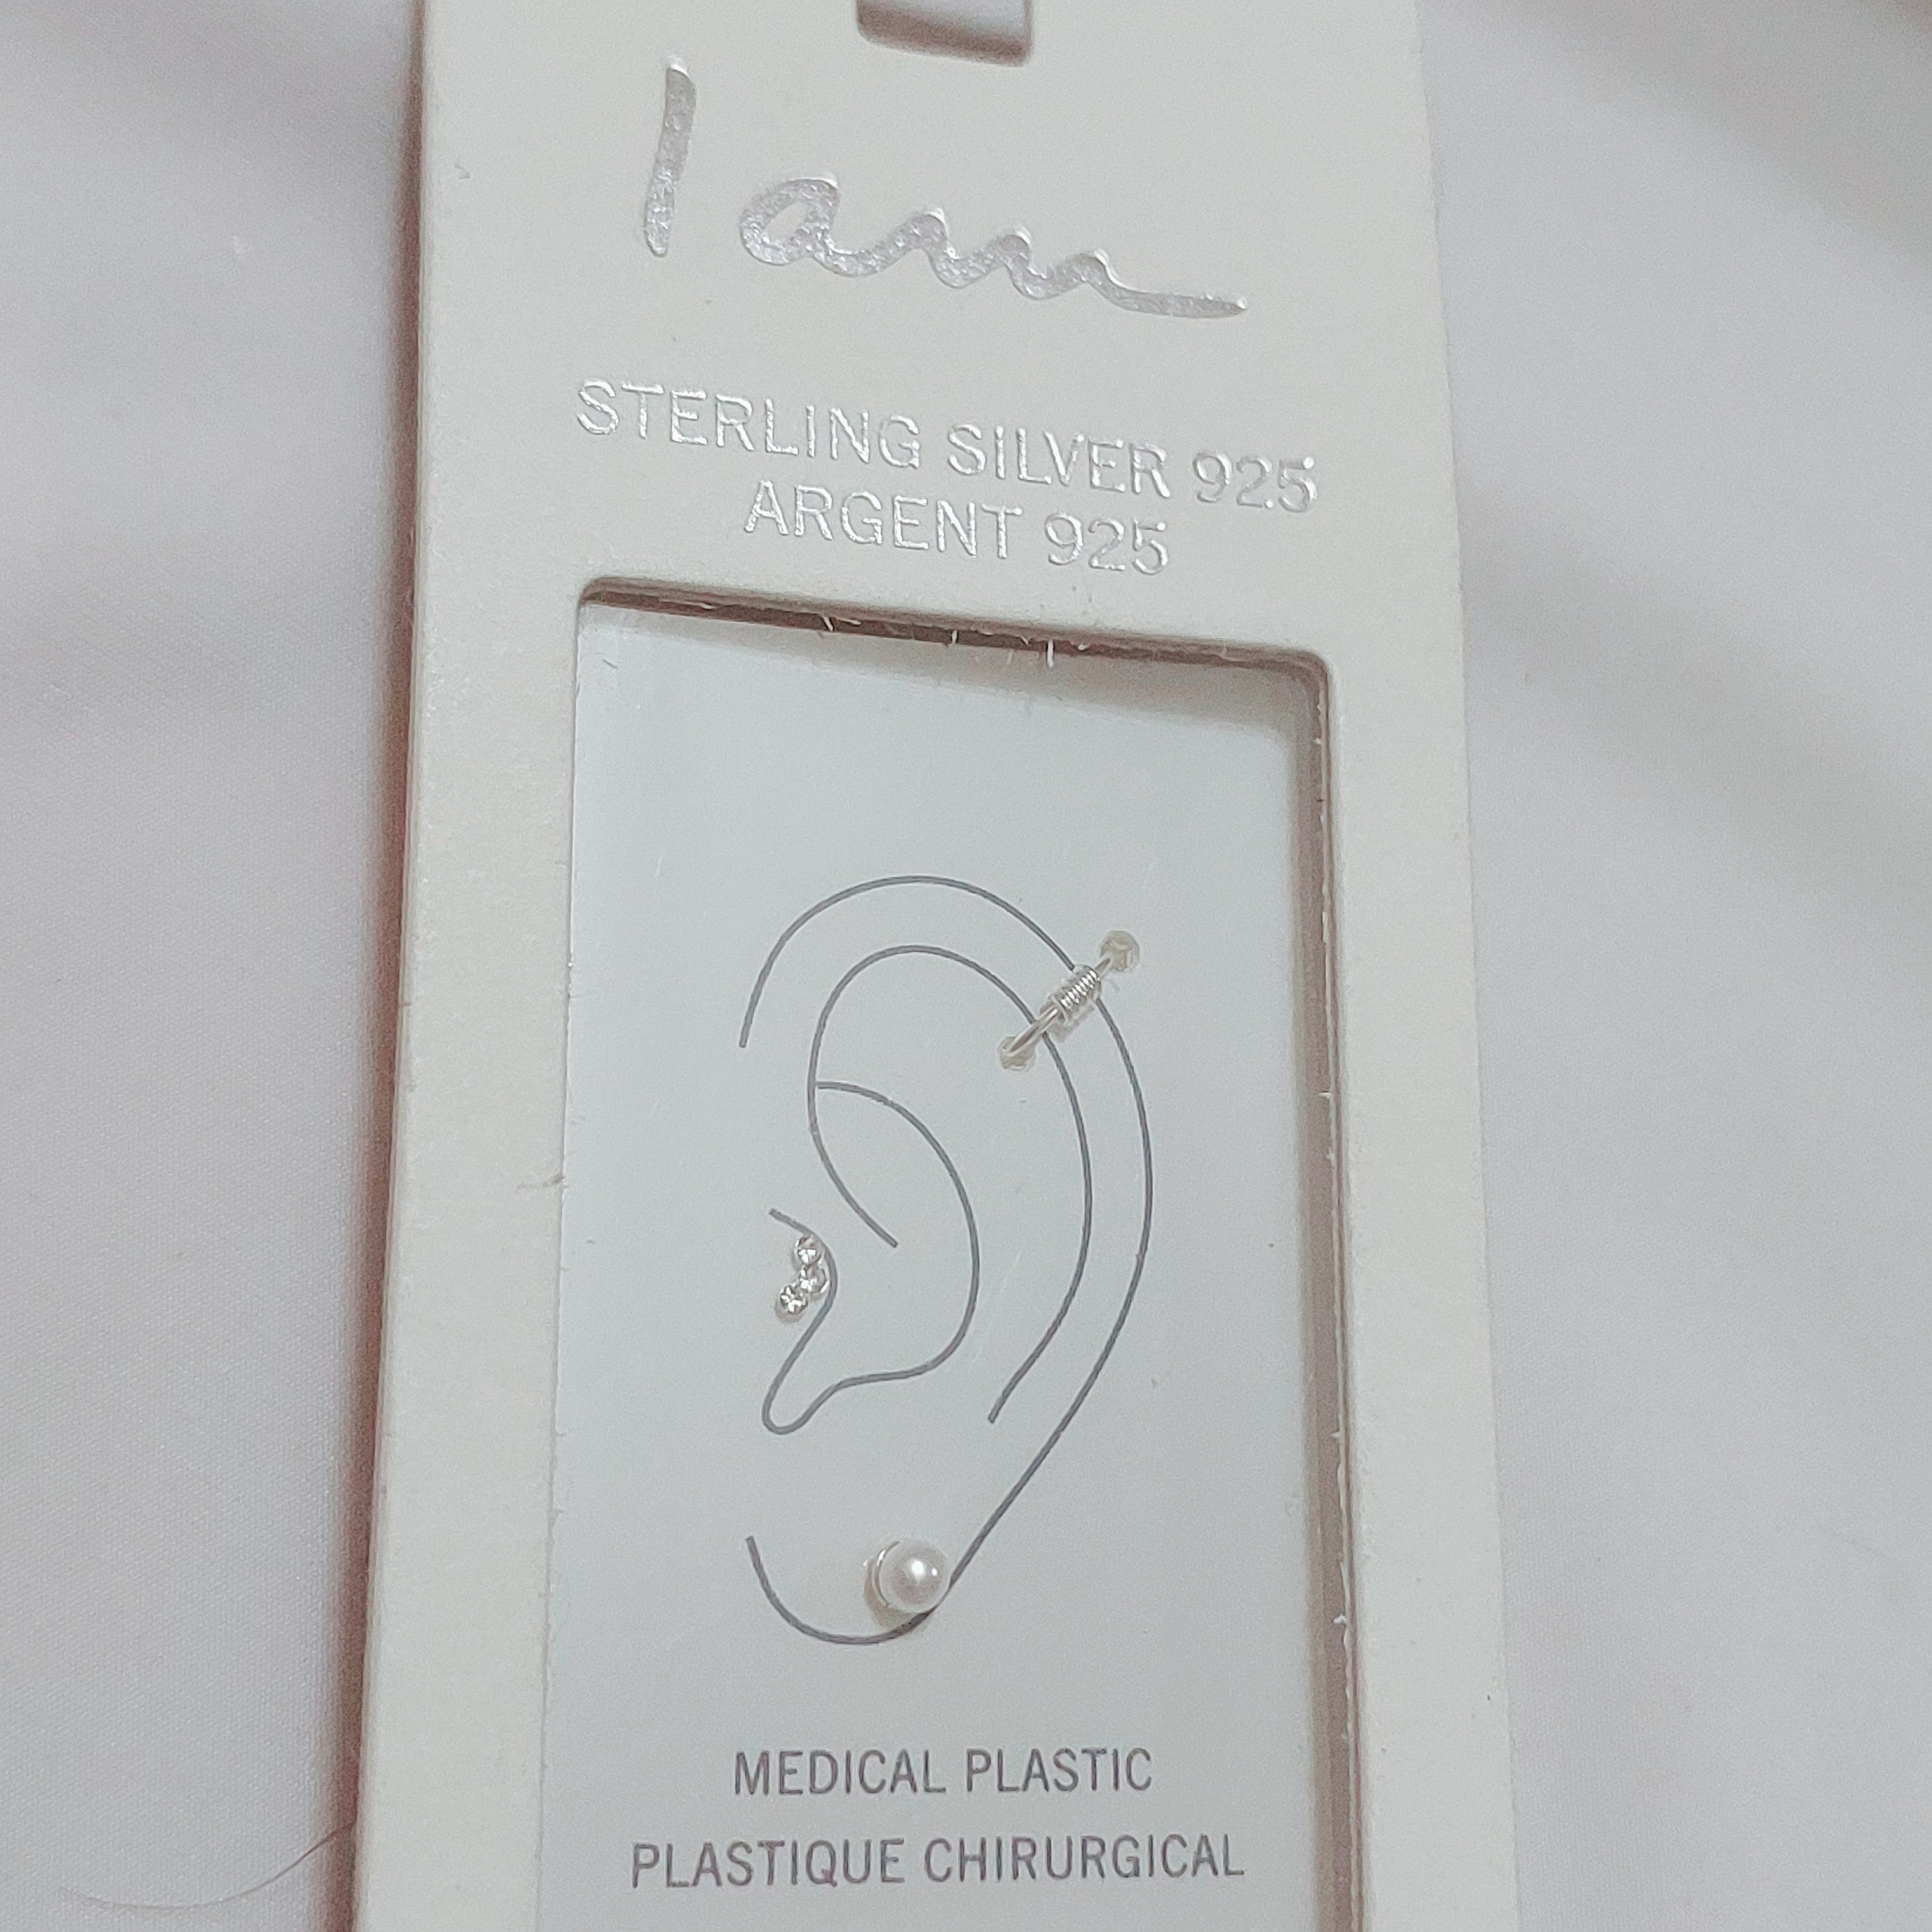 I am
STERLING SILVER 925
ARGENT 925
MEDICAL PLASTIC
PLASTIQUE CHIRURGICAL